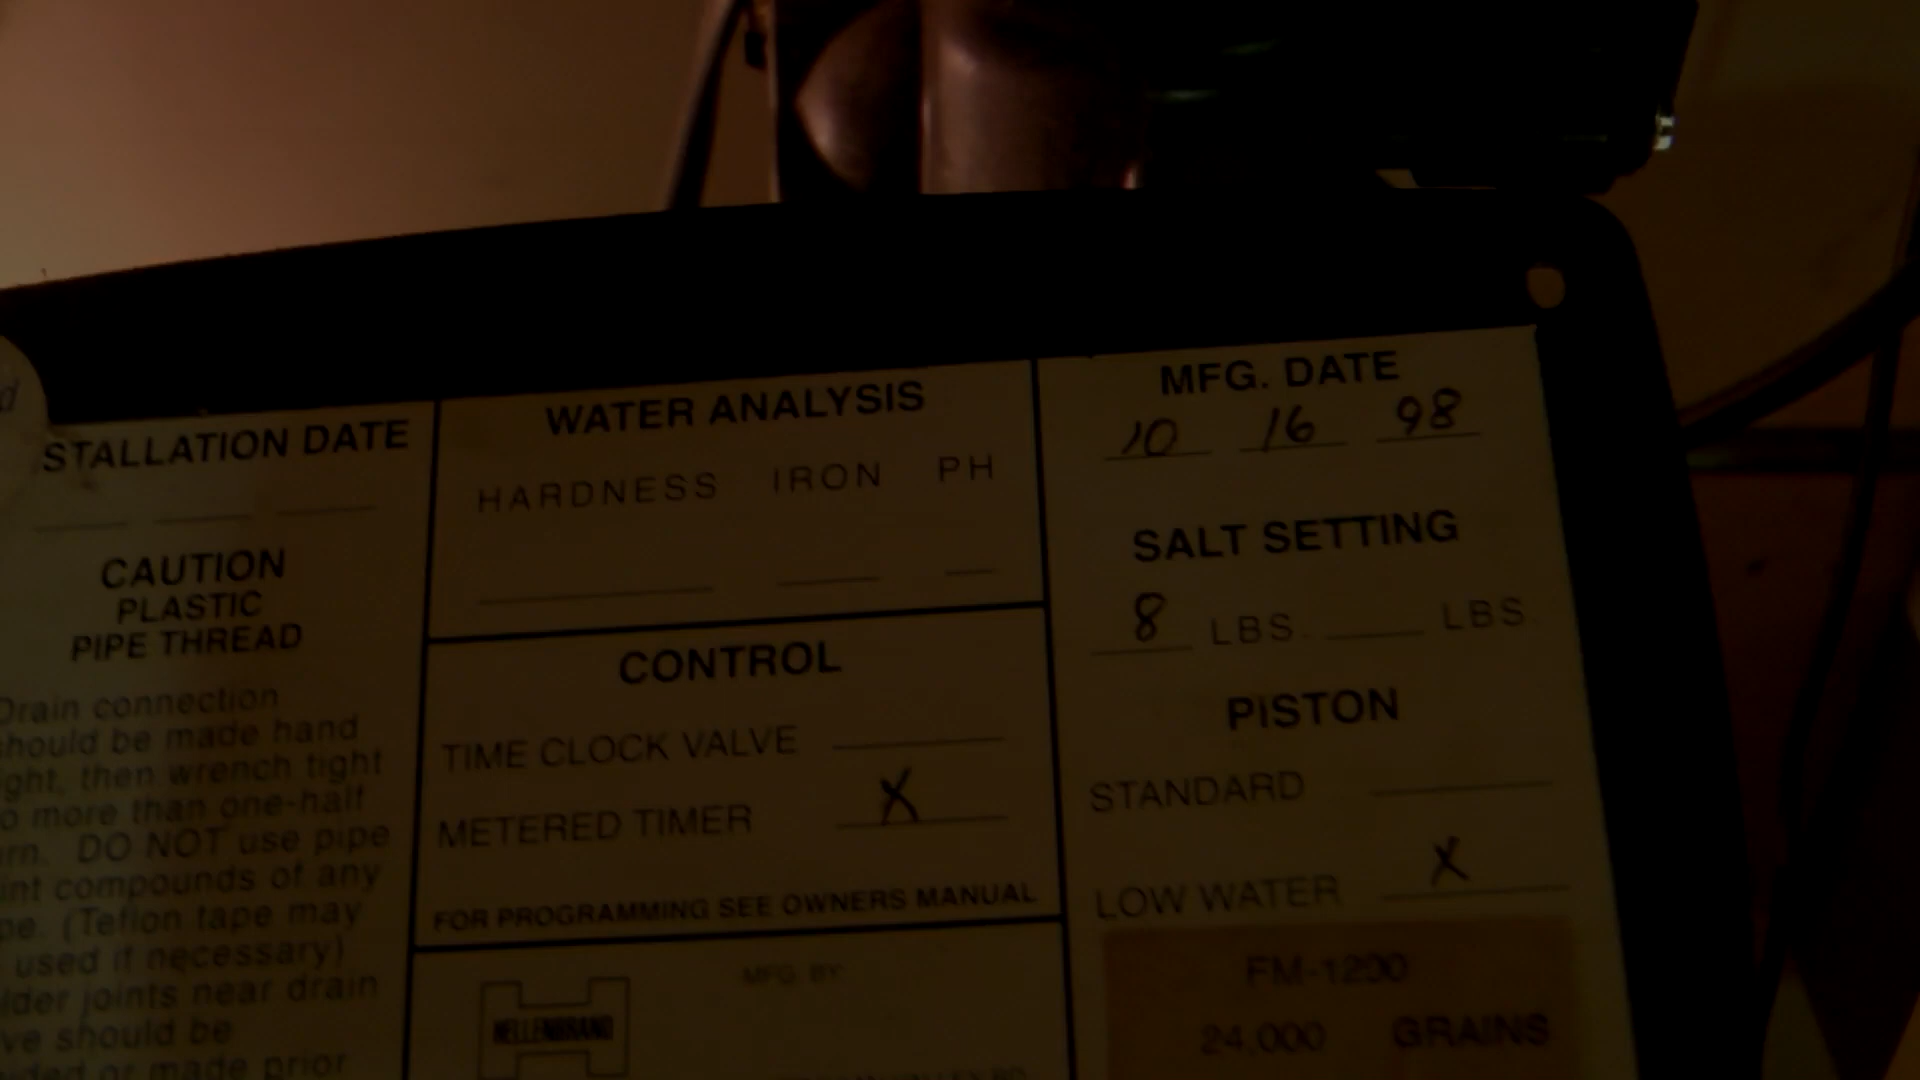 STALLATION DATE
CAUTION
PLASTIC
PIPE THREAD
Drain connection
should be made hand
ight, then wrench tight
o more than one-half
urn. DO NOT use pipe
int compounds of any
pe. (Teflon tape may
used if necessary)
lder joints near drain
ve should be
prior
WATER ANALYSIS
HARDNESS IRON PH
CONTROL
TIME CLOCK VALVE
METERED TIMER X
FOR PROGRAMMING SEE OWNERS MANUAL
MFG. BY:
HELLENBRAND
MFG. DATE
10 16 98
SALT SETTING
8 LBS. LBS.
PISTON
STANDARD
LOW WATER X
FM-1200
24,000 GRAINS